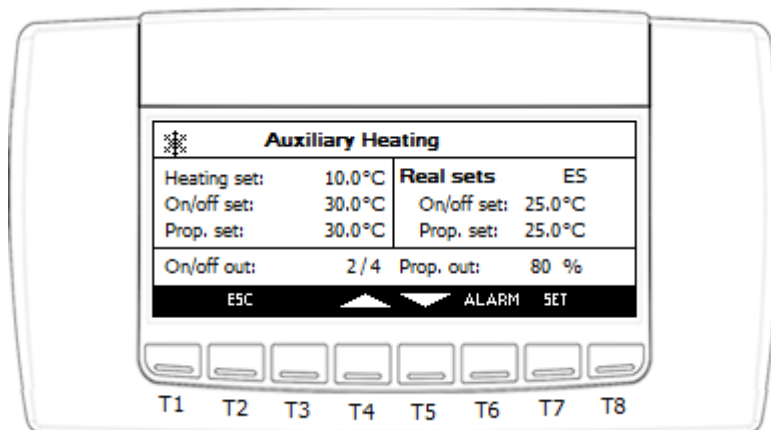 Auxiliary Heating
Heating set: 10.0°C
On/off set: 30.0°C
Prop. set: 30.0°C
Real sets ES
On/off set: 25.0°C
Prop. set: 25.0°C
On/off out: 2/4 Prop. out: 80 %
ESC ALARM SET
T1 T2 T3 T4 T5 T6 T7 T8